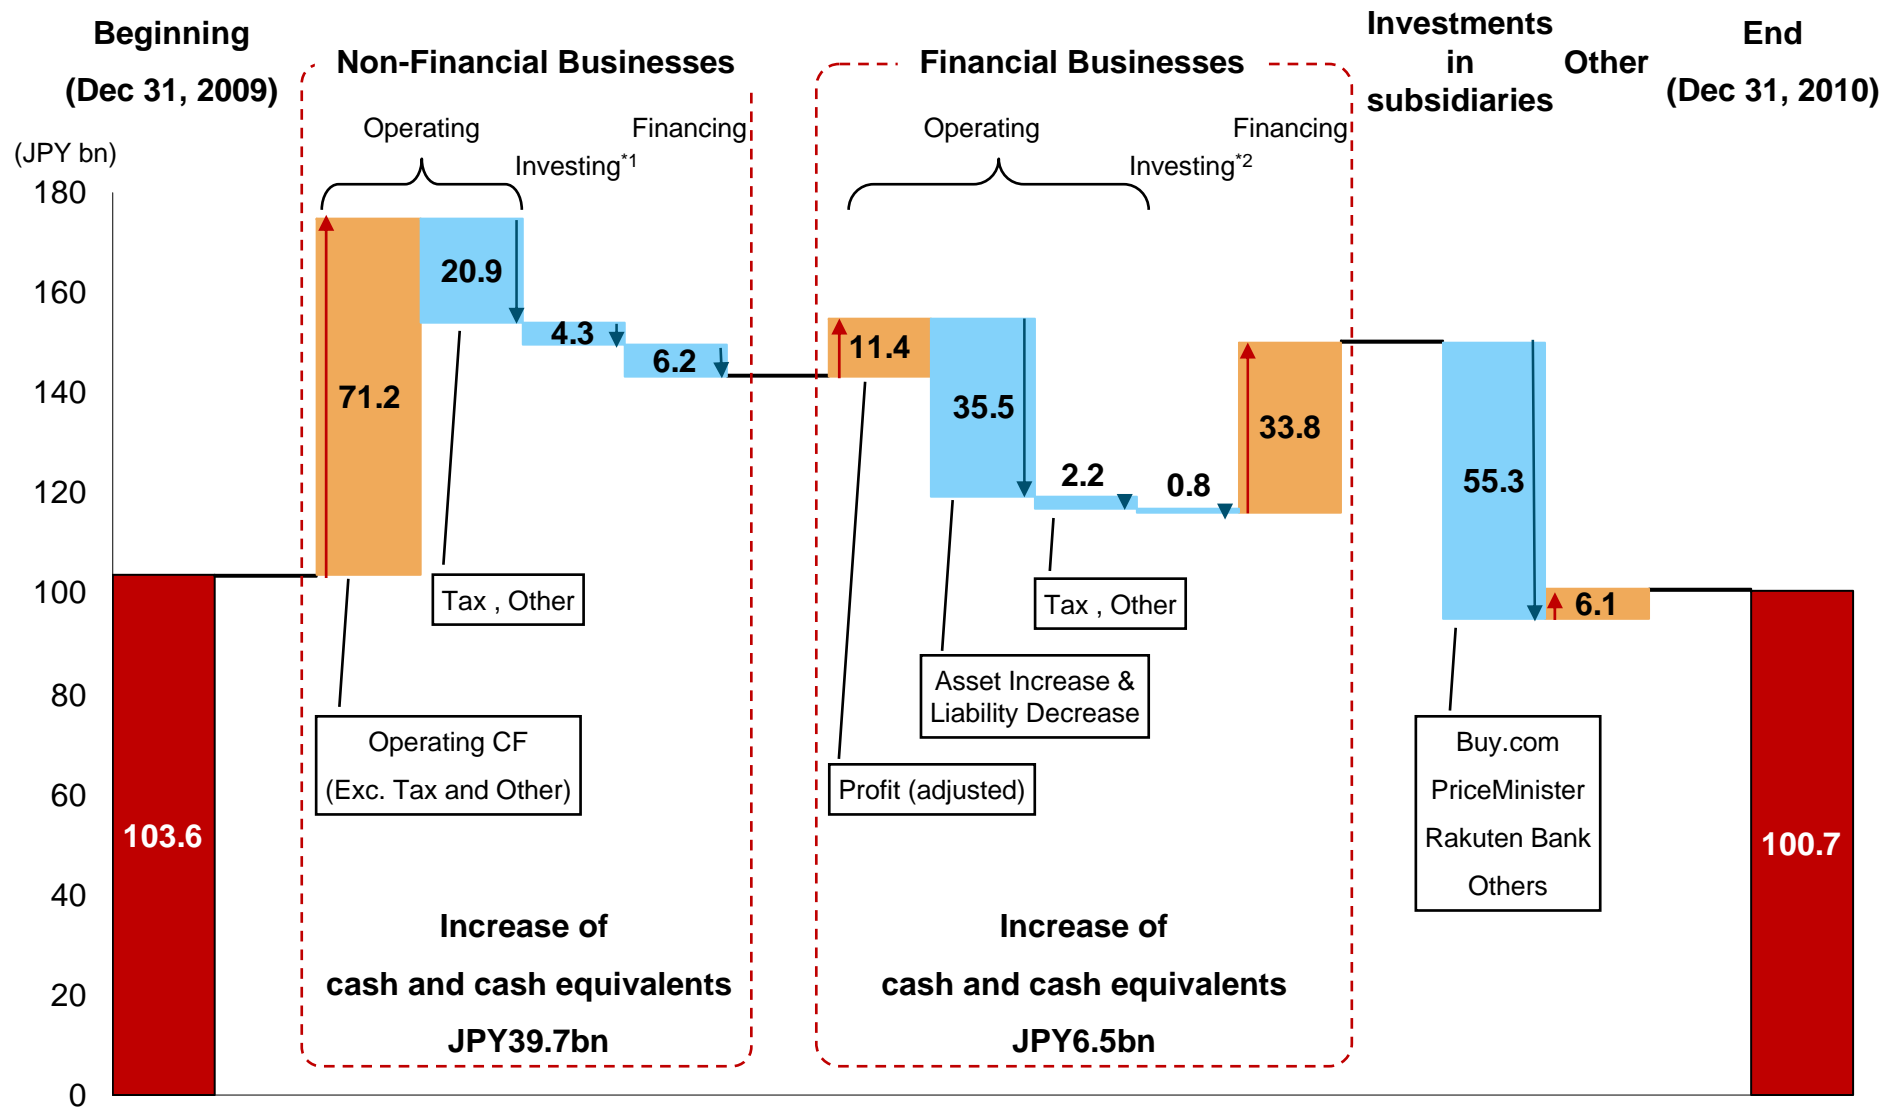 Beginning
(Dec 31, 2009)
Non-Financial Businesses
Financial Businesses
Investments
in
subsidiaries
Other
End
(Dec 31, 2010)
Operating
Investing*1
Financing
Operating
Investing*2
Financing
(JPY bn)
180
160
140
120
100
80
60
40
20
0
103.6
71.2
20.9
4.3
6.2
11.4
35.5
2.2
0.8
33.8
55.3
6.1
100.7
Tax , Other
Operating CF
(Exc. Tax and Other)
Tax , Other
Asset Increase &
Liability Decrease
Profit (adjusted)
Buy.com
PriceMinister
Rakuten Bank
Others
Increase of
cash and cash equivalents
JPY39.7bn
Increase of
cash and cash equivalents
JPY6.5bn